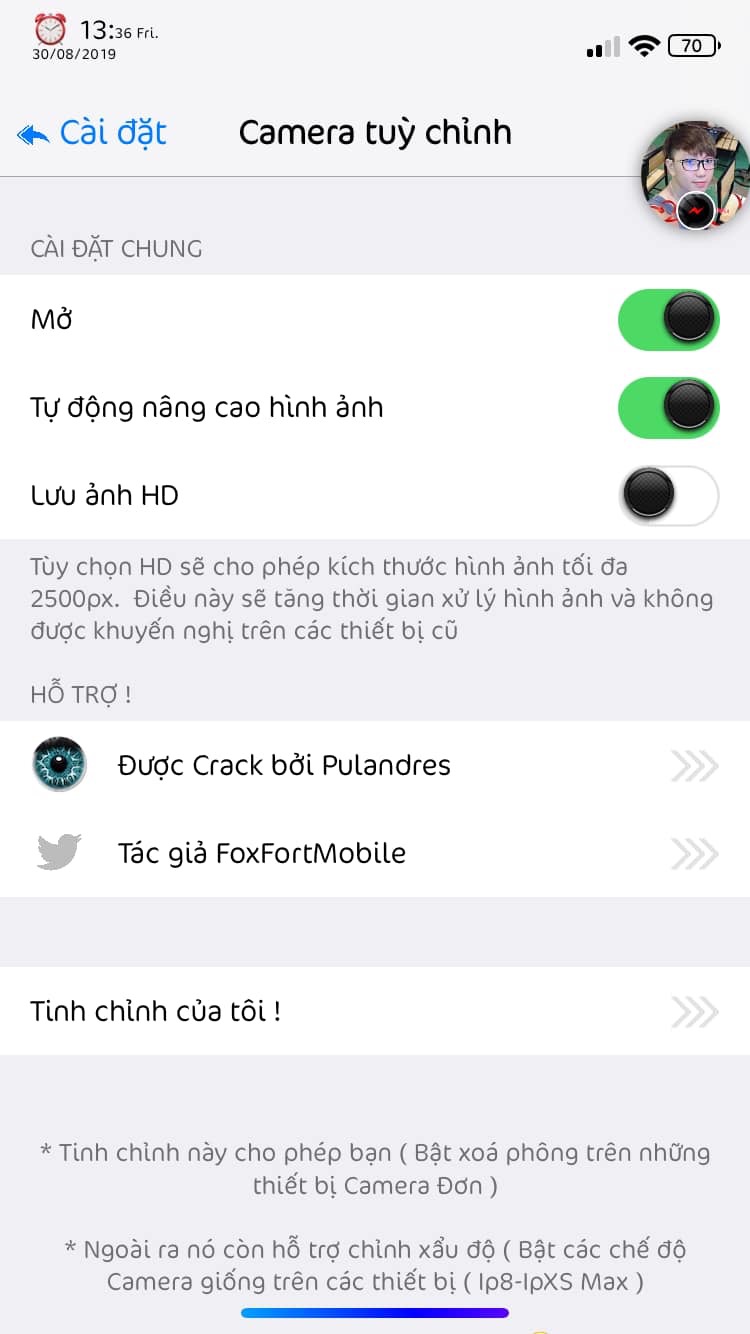 13:36 Fri.
30/08/2019
70
Cài đặt
Camera tuỳ chỉnh
CÀI ĐẶT CHUNG
Mở
Tự động nâng cao hình ảnh
Lưu ảnh HD
Tùy chọn HD sẽ cho phép kích thước hình ảnh tối đa
2500px. Điều này sẽ tăng thời gian xử lý hình ảnh và không
được khuyến nghị trên các thiết bị cũ
HỖ TRỢ !
Được Crack bởi Pulandres
Tác giả FoxFortMobile
Tinh chỉnh của tôi !
* Tinh chỉnh này cho phép bạn ( Bật xoá phông trên những
thiết bị Camera Đơn )
* Ngoài ra nó còn hỗ trợ chỉnh xẩu độ ( Bật các chế độ
Camera giống trên các thiết bị ( Ip8-IpXS Max )